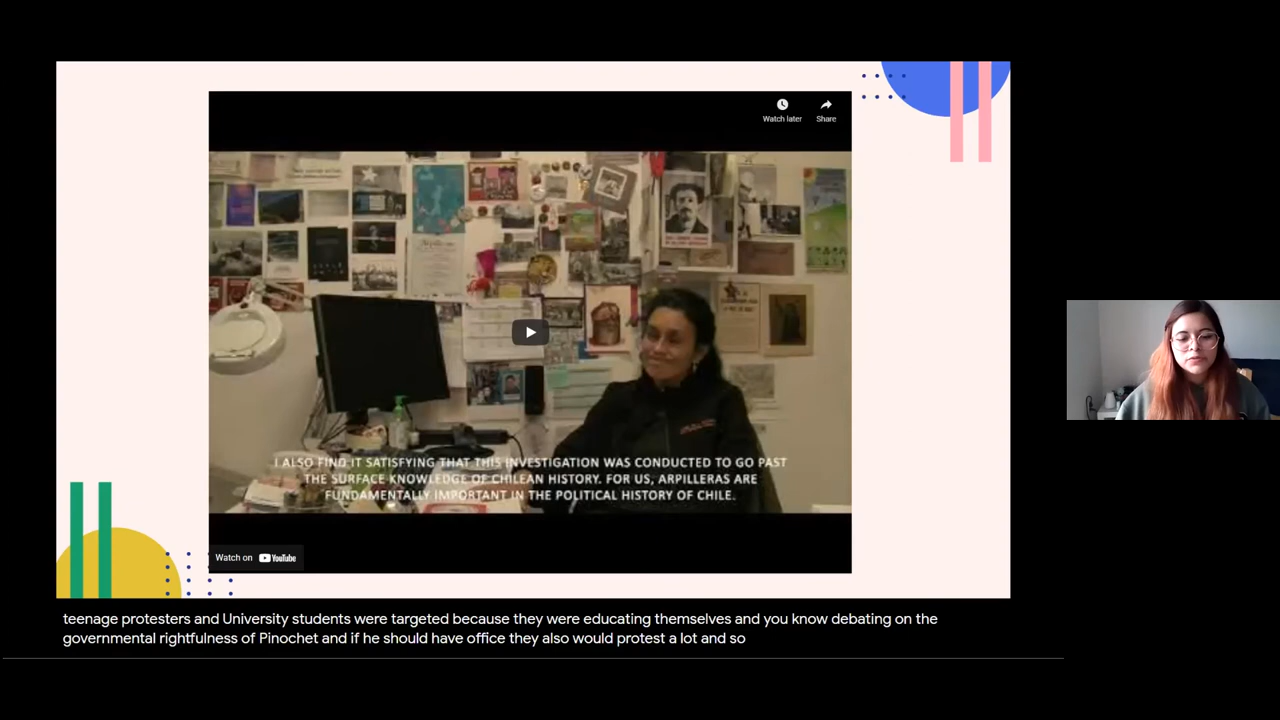 Watch later
Share
I ALSO FIND IT SATISFYING THAT THIS INVESTIGATION WAS CONDUCTED TO GO PAST
THE SURFACE KNOWLEDGE OF CHILEAN HISTORY. FOR US, ARPILLERAS ARE
FUNDAMENTALLY IMPORTANT IN THE POLITICAL HISTORY OF CHILE.
Watch on YouTube
teenage protesters and University students were targeted because they were educating themselves and you know debating on the
governmental rightfulness of Pinochet and if he should have office they also would protest a lot and so